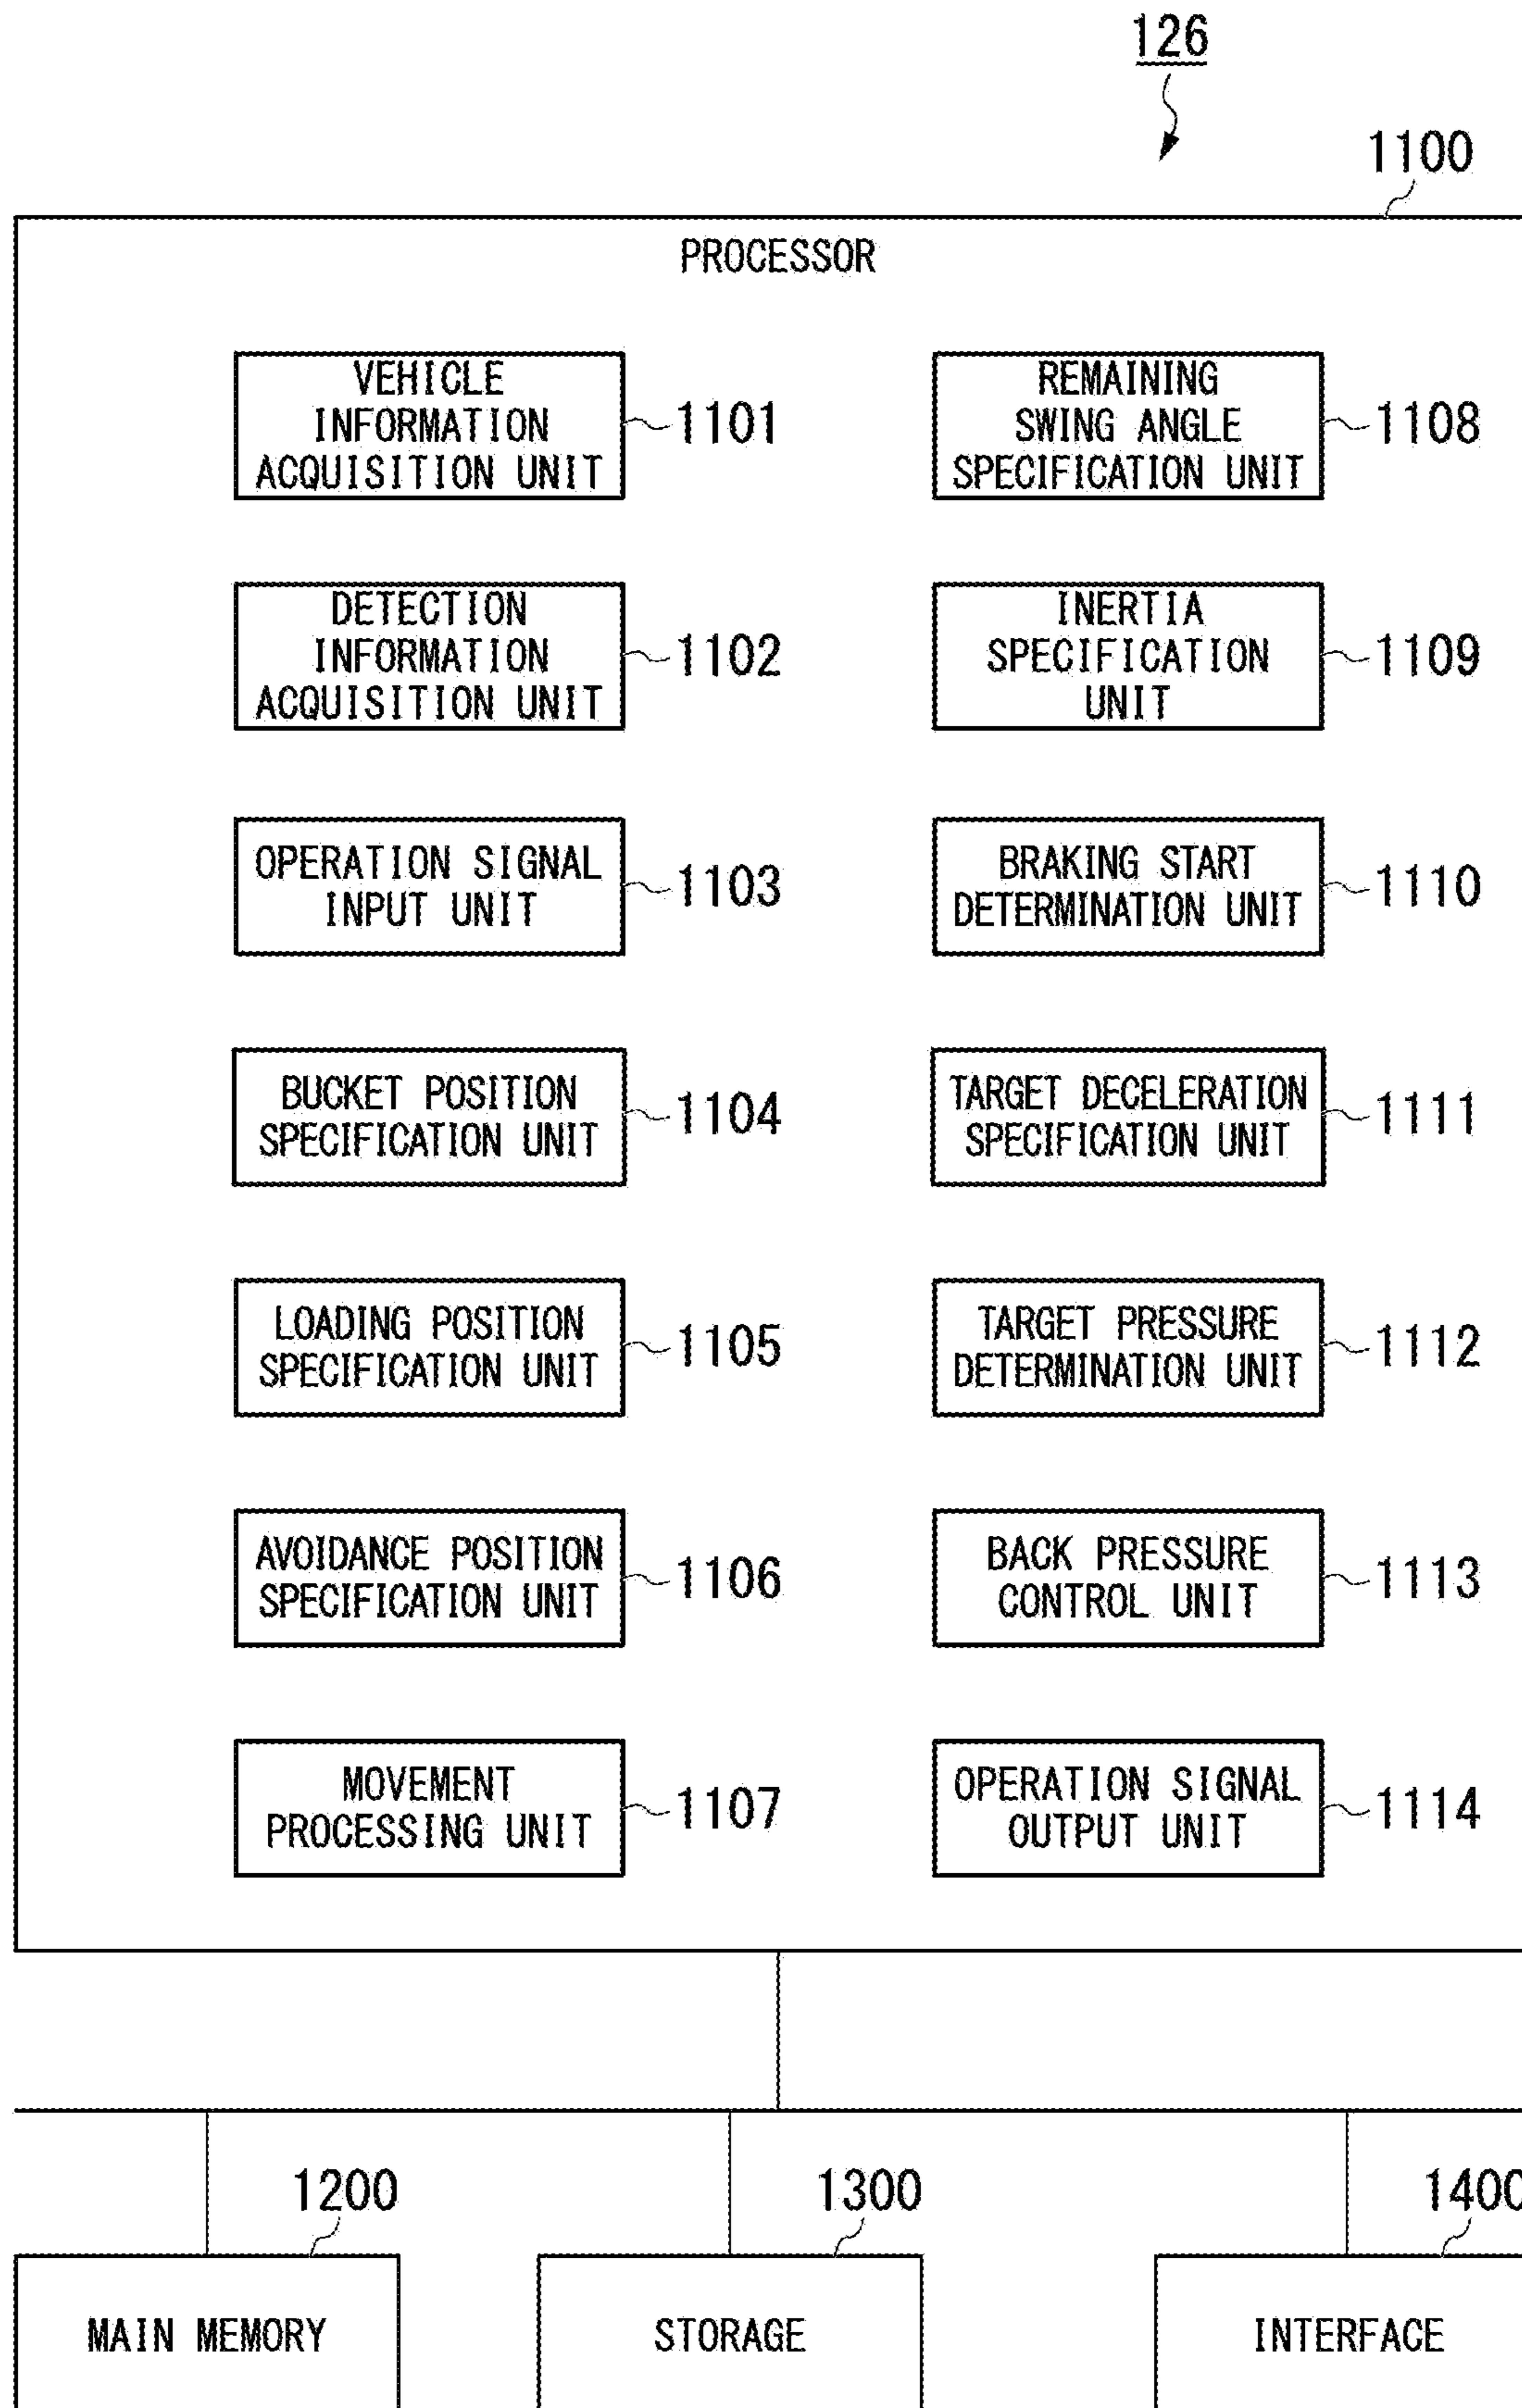 126
1100
PROCESSOR
VEHICLE
INFORMATION
ACQUISITION UNIT
1101
DETECTION
INFORMATION
ACQUISITION UNIT
1102
OPERATION SIGNAL
INPUT UNIT
1103
BUCKET POSITION
SPECIFICATION UNIT
1104
LOADING POSITION
SPECIFICATION UNIT
1105
AVOIDANCE POSITION
SPECIFICATION UNIT
1106
MOVEMENT
PROCESSING UNIT
1107
REMAINING
SWING ANGLE
SPECIFICATION UNIT
1108
INERTIA
SPECIFICATION
UNIT
1109
BRAKING START
DETERMINATION UNIT
1110
TARGET DECELERATION
SPECIFICATION UNIT
1111
TARGET PRESSURE
DETERMINATION UNIT
1112
BACK PRESSURE
CONTROL UNIT
1113
OPERATION SIGNAL
OUTPUT UNIT
1114
1200
MAIN MEMORY
1300
STORAGE
1400
INTERFACE